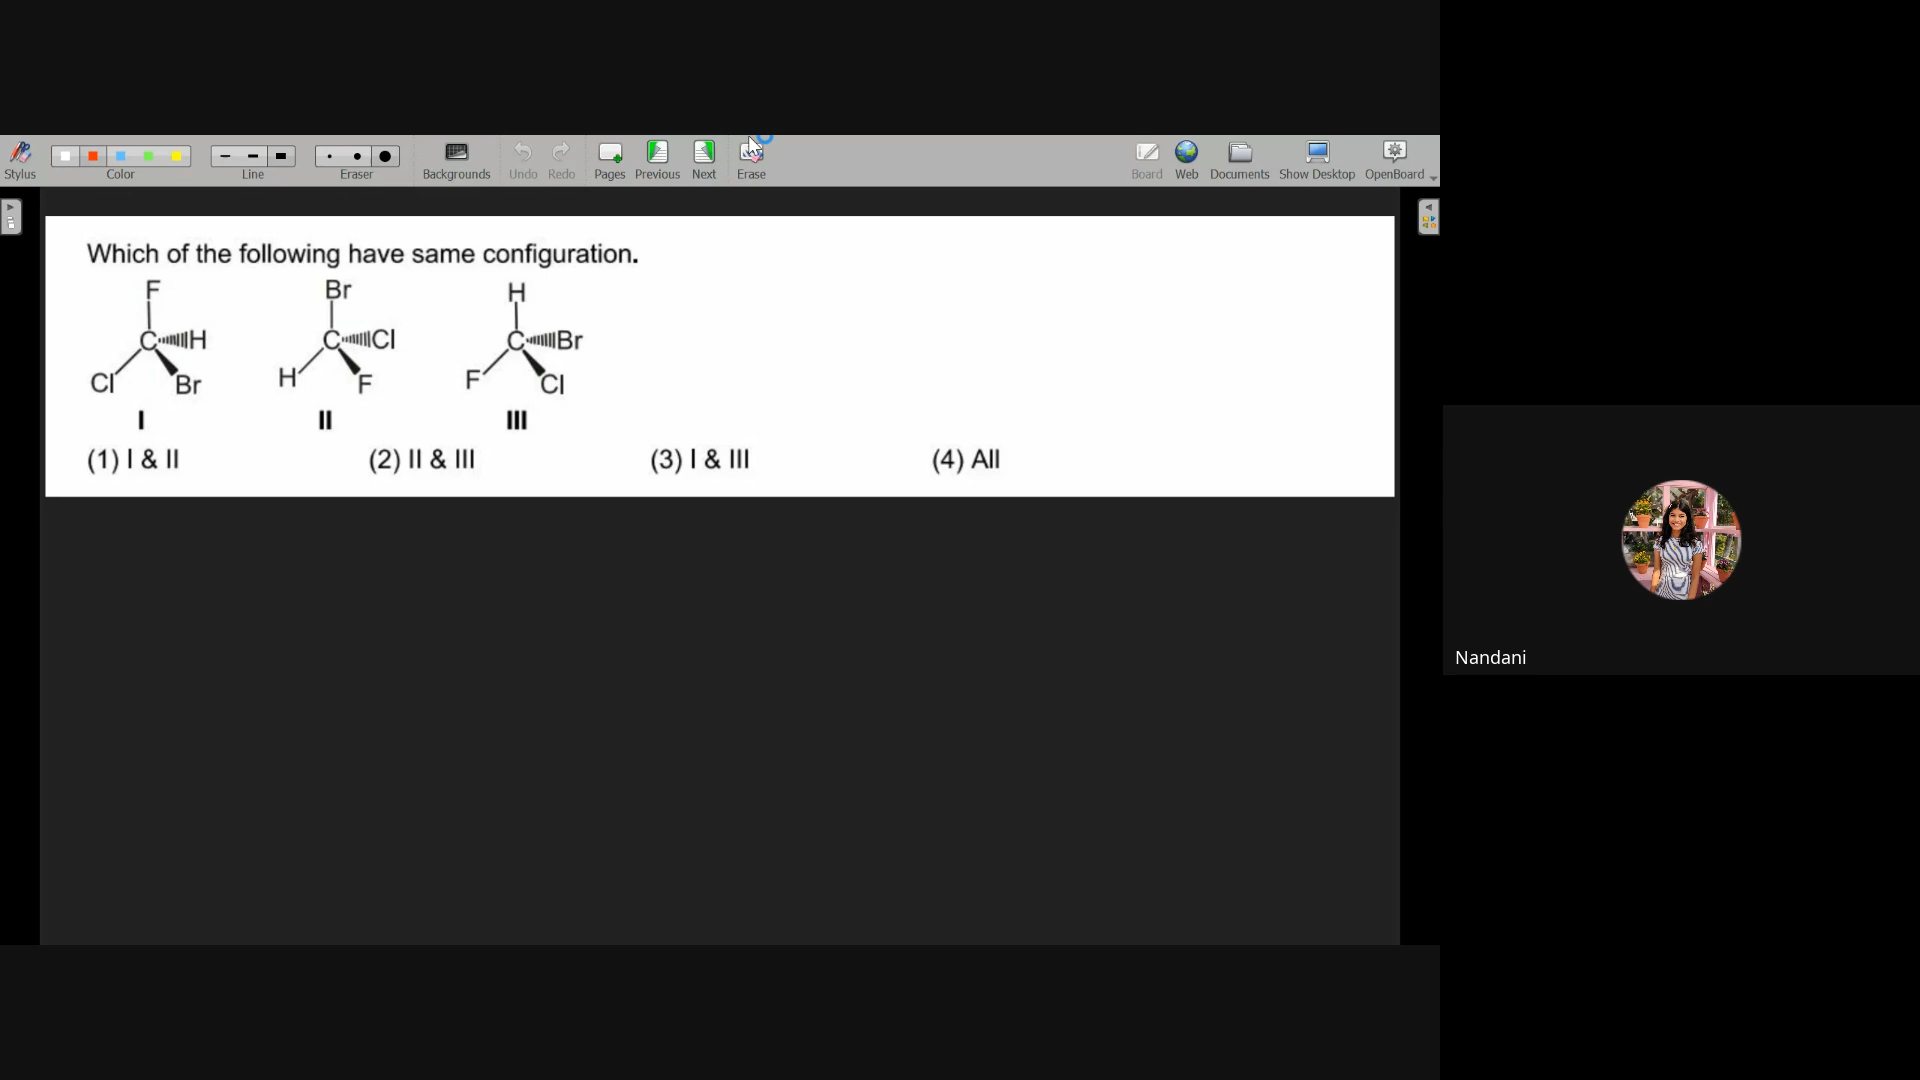 Stylus Color Line Eraser Backgrounds Undo Redo Pages Previous Next Erase Board Web Documents Show Desktop OpenBoard
Which of the following have same configuration.
F Br H
C H C Cl C Br
Cl Br H F F Cl
I II III
(1) I & II (2) II & III (3) I & III (4) All
Nandani